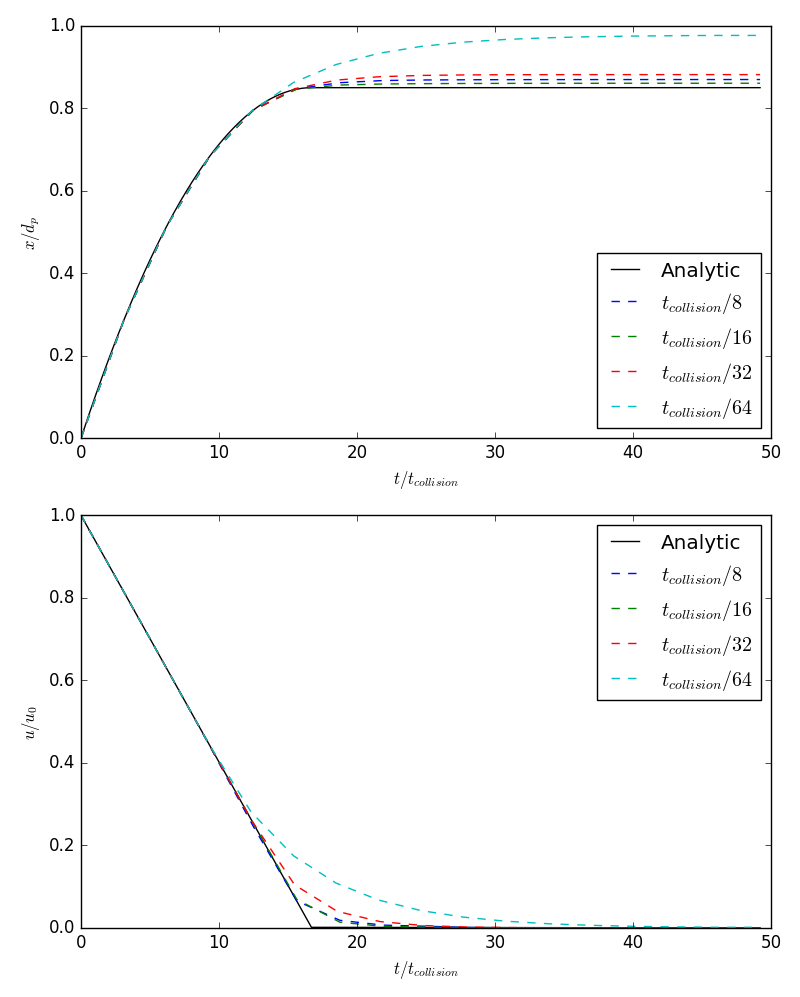 1.0
0.8
0.6
0.4
0.2
0.0
x/d_p
0 10 20 30 40 50
t/t_collision
Analytic
t_collision/8
t_collision/16
t_collision/32
t_collision/64
1.0
0.8
0.6
0.4
0.2
0.0
u/u_0
0 10 20 30 40 50
t/t_collision
Analytic
t_collision/8
t_collision/16
t_collision/32
t_collision/64